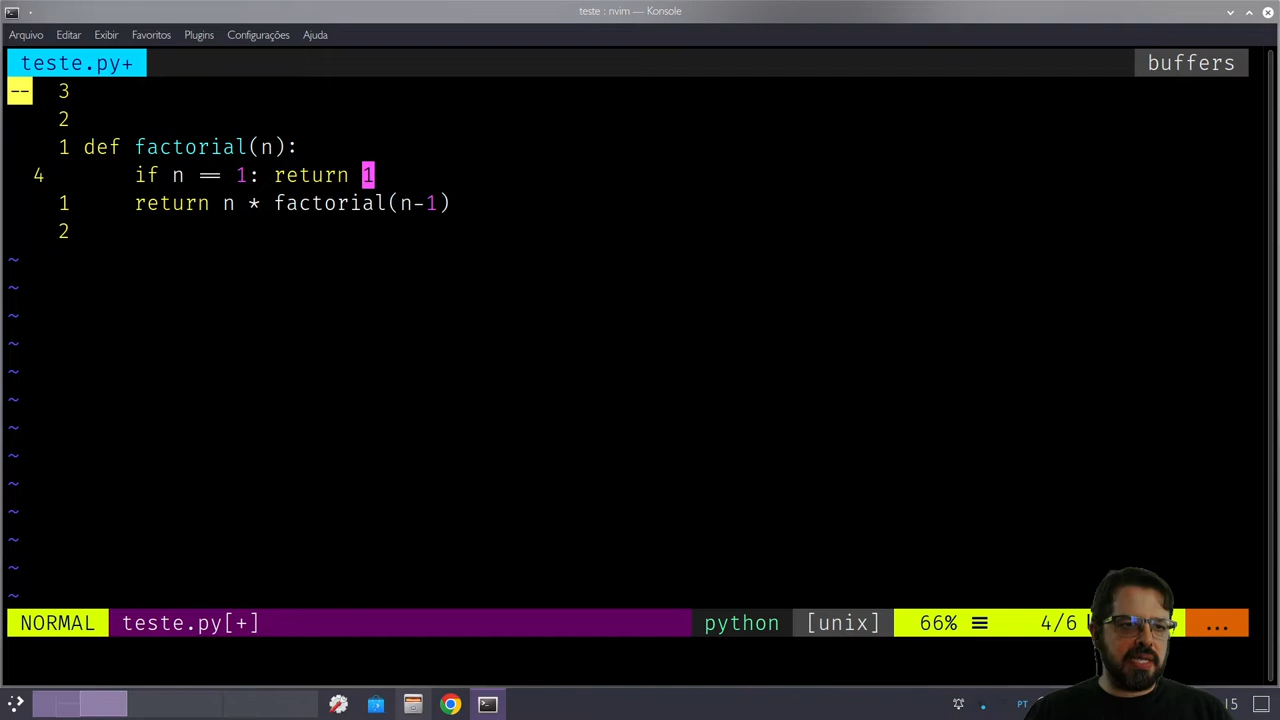 teste : nvim — Konsole
Arquivo Editar Exibir Favoritos Plugins Configurações Ajuda
teste.py+ buffers
-- 3
2
1 def factorial(n):
4 if n == 1: return 1
1 return n * factorial(n-1)
2
~
~
~
~
~
~
~
~
~
~
~
~
~
NORMAL teste.py[+] python [unix] 66% ☰ 4/6 ...
PT 15